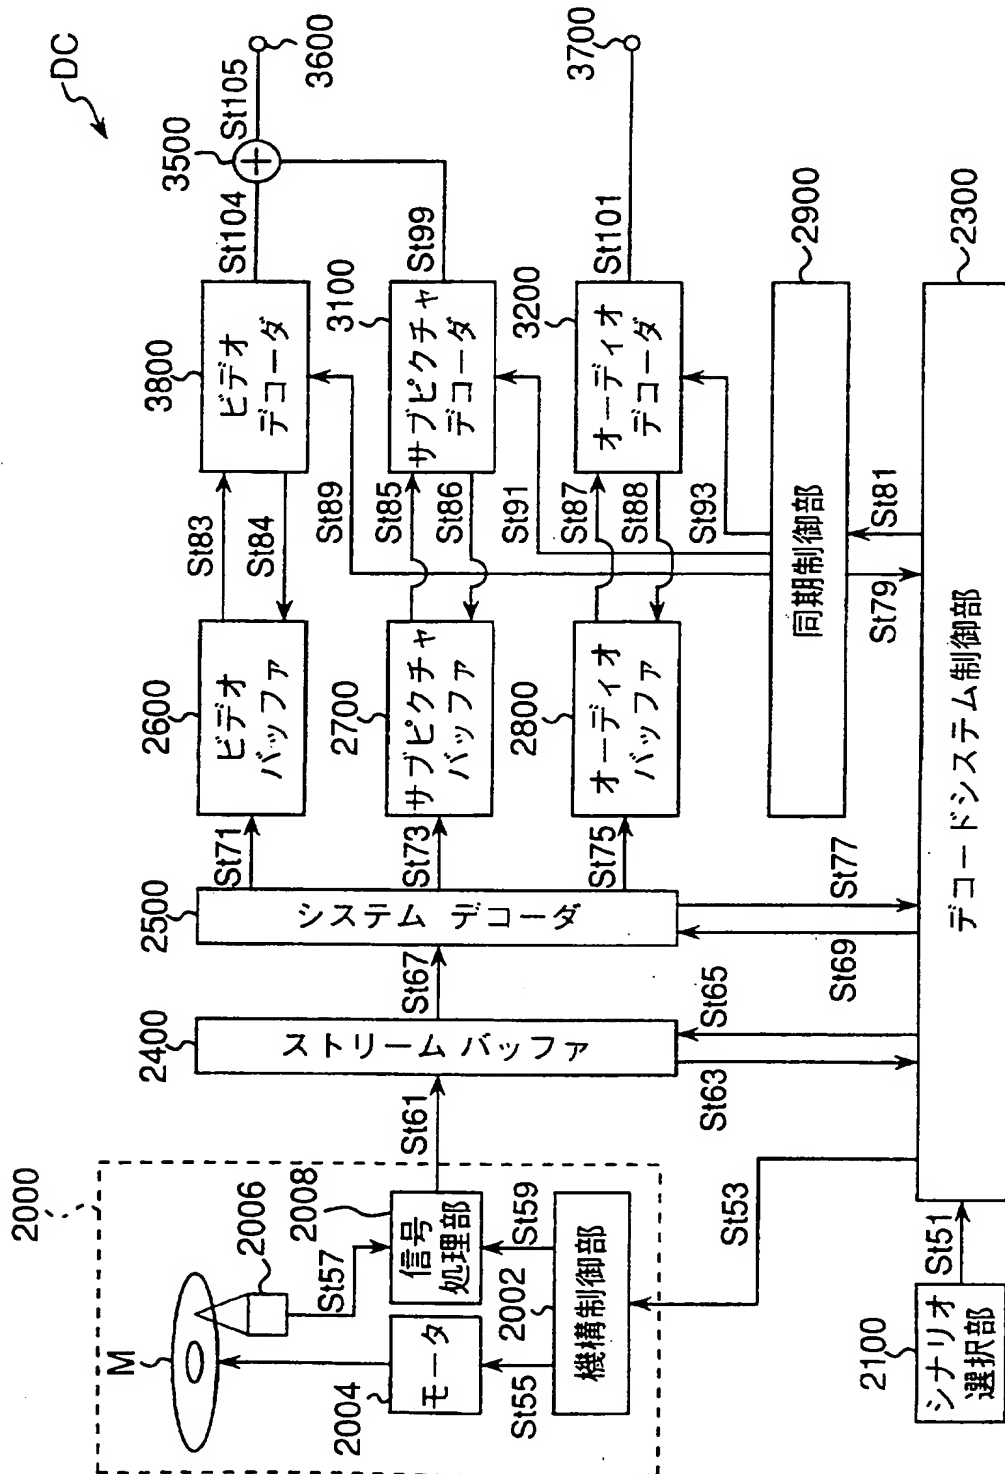 DC
2000
M
2006
2008
信号
処理部
St57
St59
2004
モータ
St55
2002
機構制御部
St53
2100
シナリオ
選択部
St51
St61
2400
ストリーム バッファ
St63
St65
St67
2500
システム デコーダ
St69
St77
St71
St73
St75
2600
ビデオ
バッファ
2700
サブピクチャ
バッファ
2800
オーディオ
バッファ
St83
St84
St89
St85
St86
St91
St87
St88
St93
3800
ビデオ
デコーダ
3100
サブピクチャ
デコーダ
3200
オーディオ
デコーダ
St104
3500
+
St105
3600
St99
St101
3700
2900
同期制御部
St79
St81
2300
デコードシステム制御部